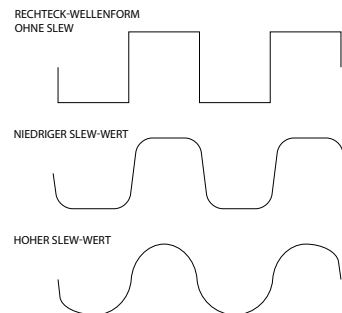 RECHTECK-WELLENFORM
OHNE SLEW
NIEDRIGER SLEW-WERT
HOHER SLEW-WERT